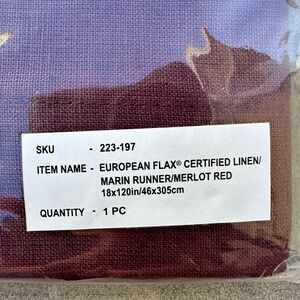 SKU - 223-197
ITEM NAME - EUROPEAN FLAX® CERTIFIED LINEN/
MARIN RUNNER/MERLOT RED
18x120in/46x305cm
QUANTITY - 1 PC